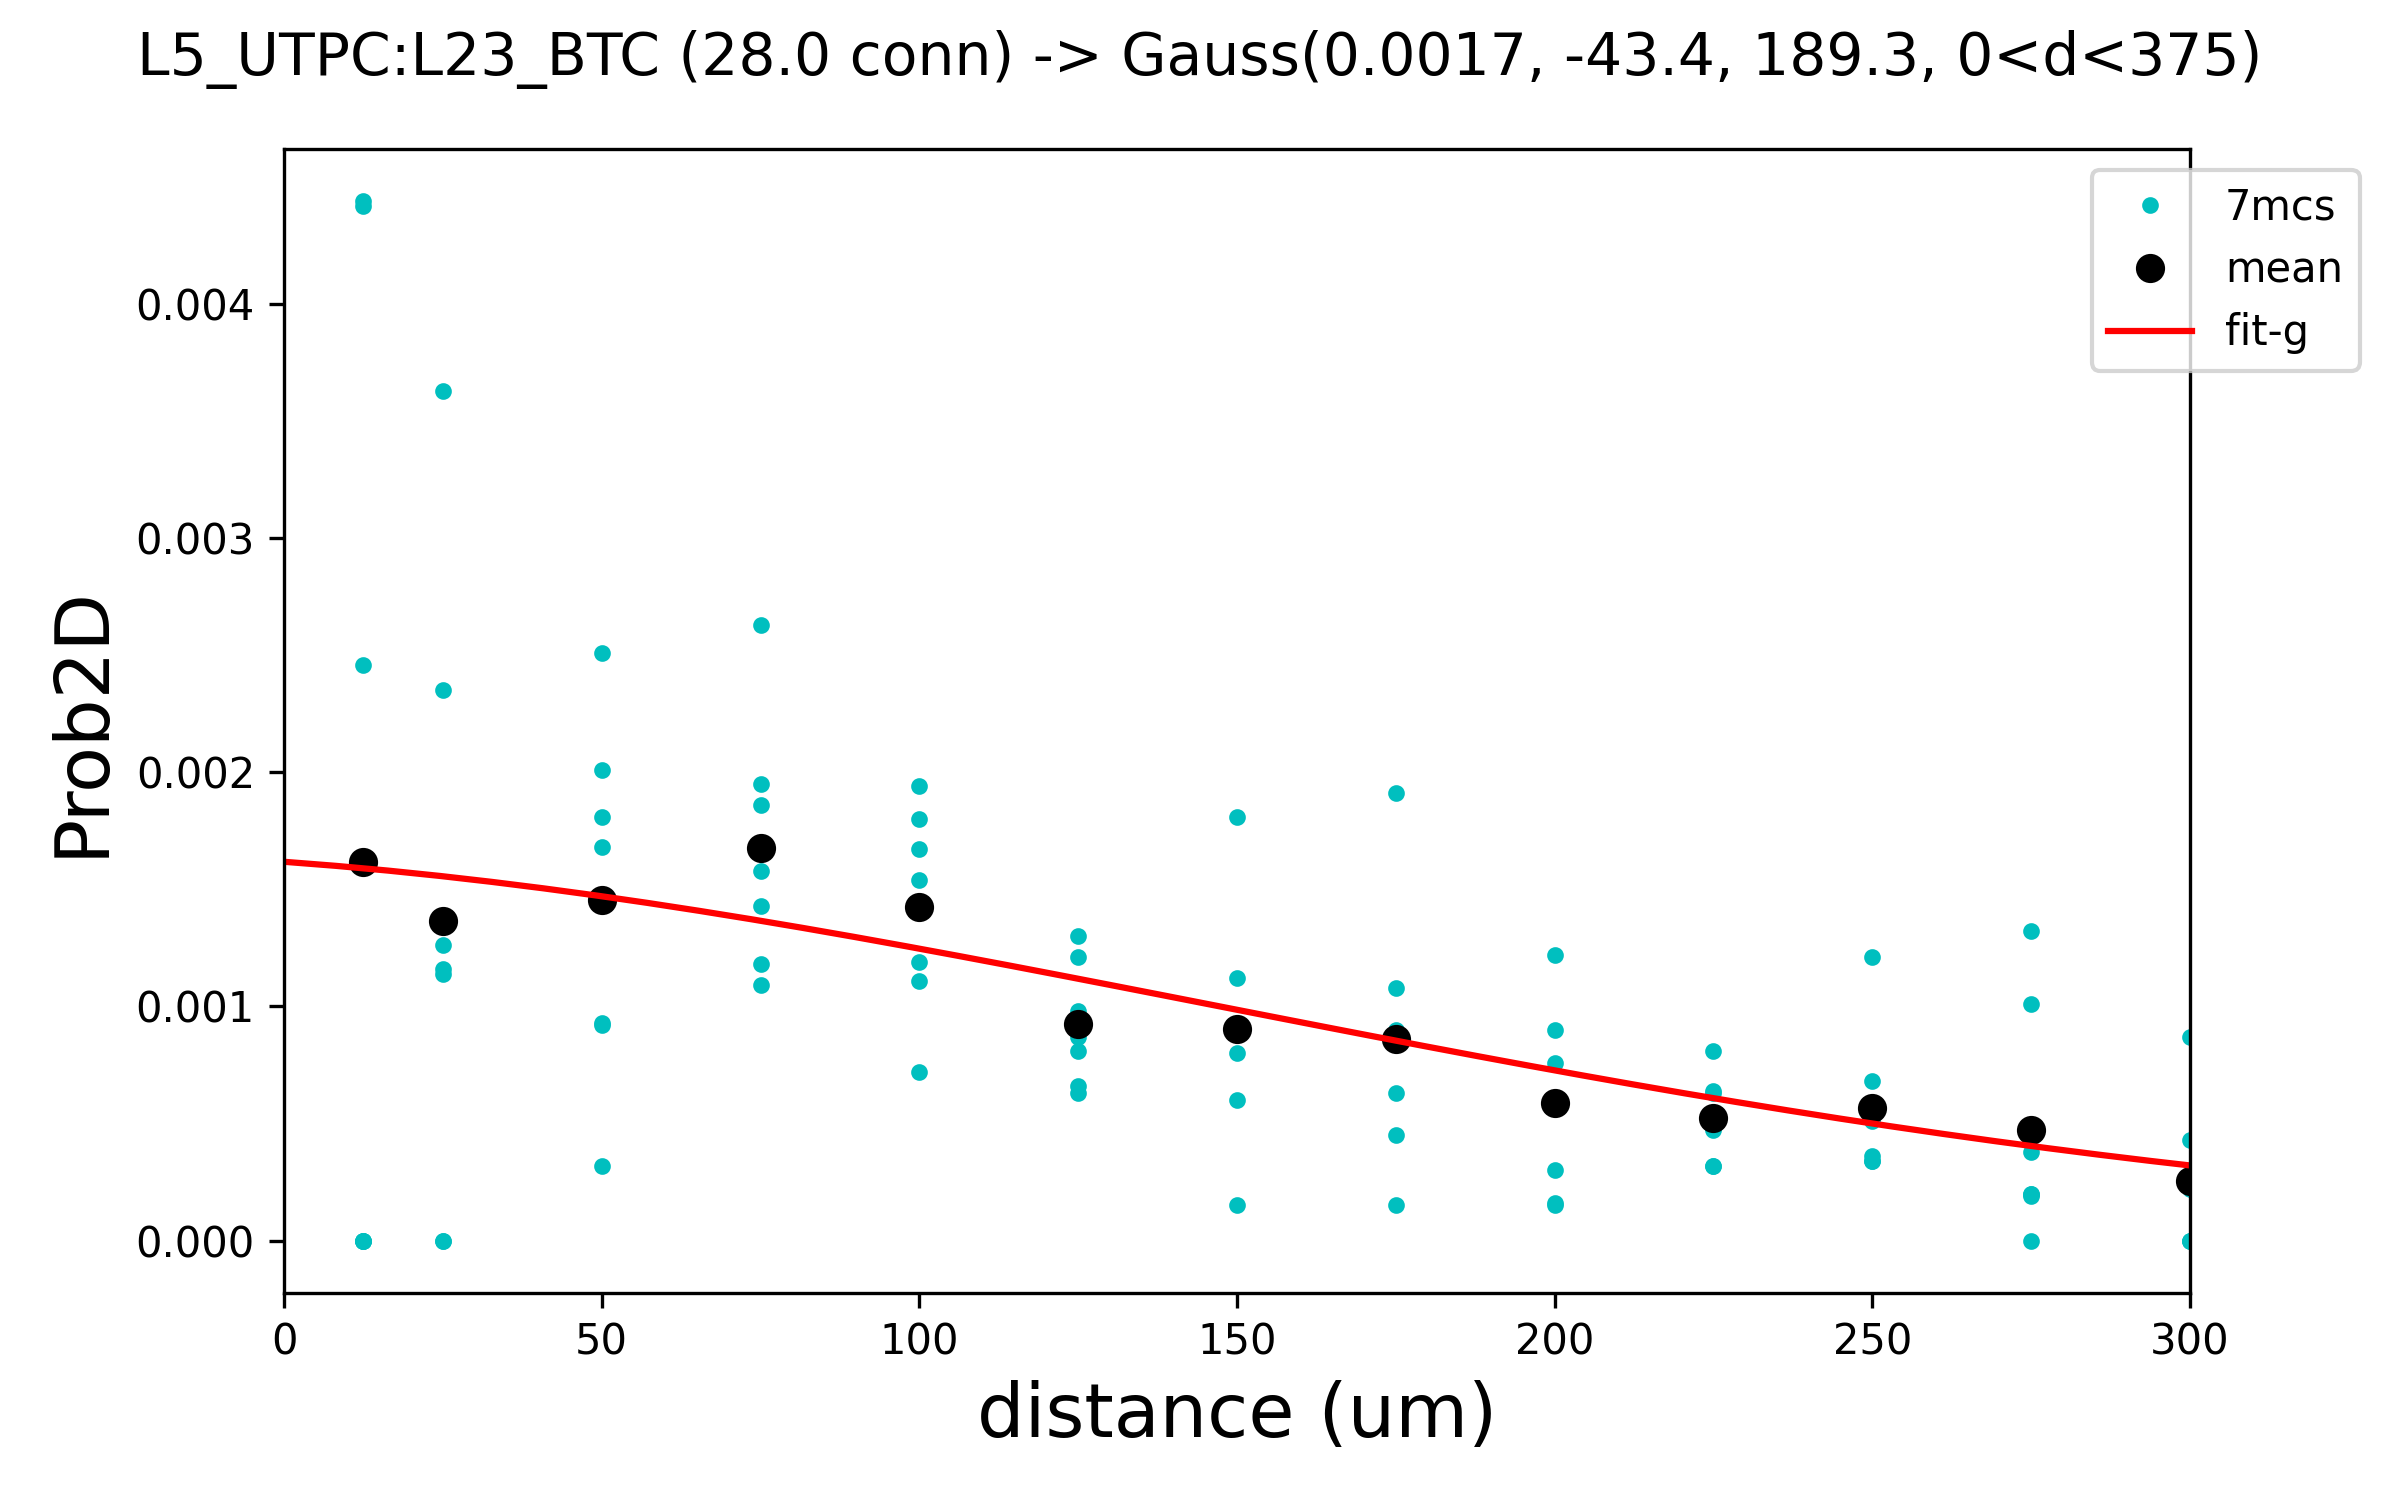 L5_UTPC:L23_BTC (28.0 conn) -> Gauss(0.0017, -43.4, 189.3, 0<d<375)
7mcs
mean
fit-g
Prob2D
0.004
0.003
0.002
0.001
0.000
0 50 100 150 200 250 300
distance (um)